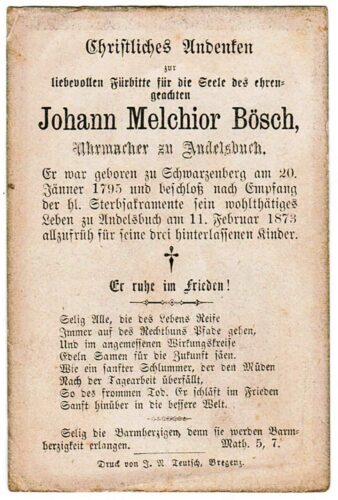 Christliches Andenken
zur
liebevollen Fürbitte für die Seele des ehren-
geachten
Johann Melchior Bösch,
Uhrmacher zu Andelsbuch.
Er war geboren zu Schwarzenberg am 20.
Jänner 1795 und beschloß nach Empfang
der hl. Sterbsakramente sein wohlthätiges
Leben zu Andelsbuch am 11. Februar 1873
allzufrüh für seine drei hinterlassenen Kinder.
†
Er ruhe im Frieden!
Selig Alle, die des Lebens Reise
Immer auf des Rechthuns Pfade gehen,
Und im angemessenen Wirkungskreise
Edeln Samen für die Zukunft säen.
Wie ein sanfter Schlummer, der den Müden
Nach der Tagearbeit überfällt,
So des frommen Tod. Er schläft im Frieden
Sanft hinüber in die bessere Welt.
Selig die Barmherzigen, denn sie werden Barm-
herzigkeit erlangen. Math. 5, 7.
Druck von J. N. Teutsch, Bregenz.